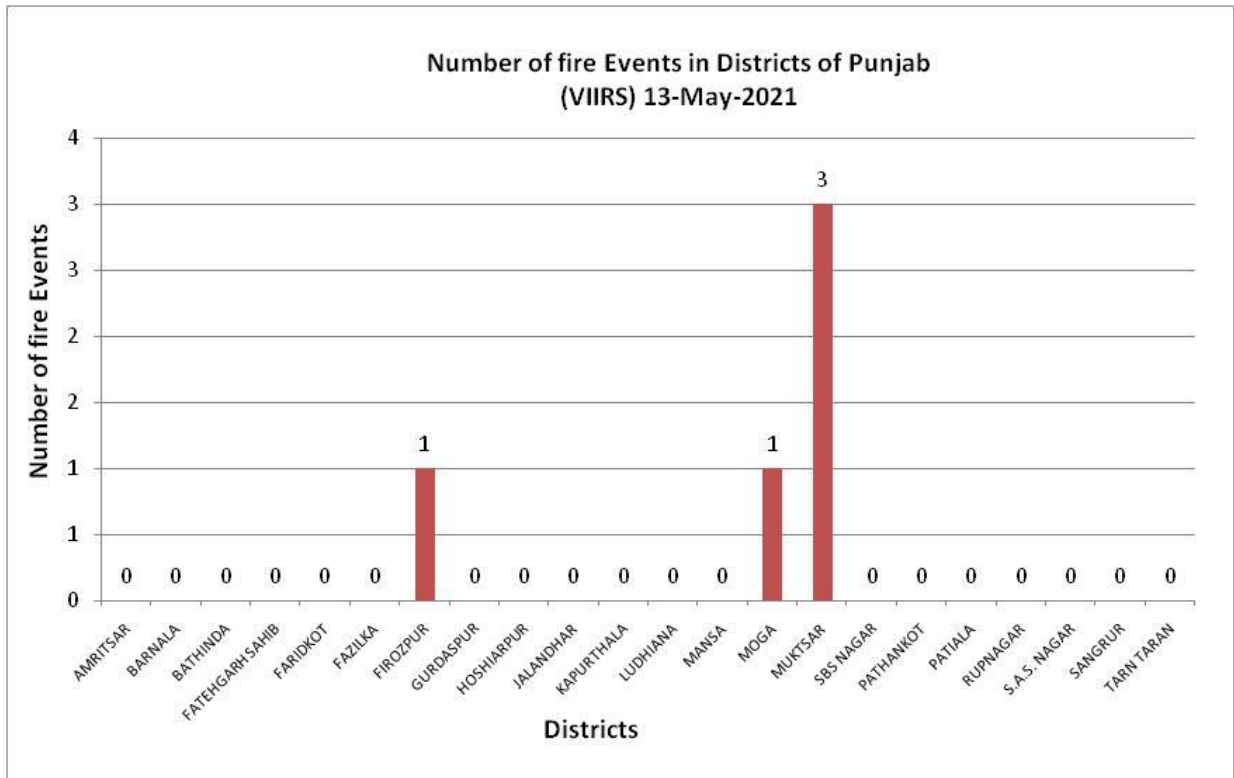 Number of fire Events in Districts of Punjab
(VIIRS) 13-May-2021
Number of fire Events
4
3
3
2
2
1
1
0
0
0
0
0
0
0
1
0
0
0
0
0
0
1
3
0
0
0
0
0
0
0
AMRITSAR
BARNALA
BATHINDA
FATEHGARH SAHIB
FARIDKOT
FAZILKA
FIROZPUR
GURDASPUR
HOSHIARPUR
JALANDHAR
KAPURTHALA
LUDHIANA
MANSA
MOGA
MUKTSAR
SBS NAGAR
PATHANKOT
PATIALA
RUPNAGAR
S.A.S. NAGAR
SANGRUR
TARN TARAN
Districts